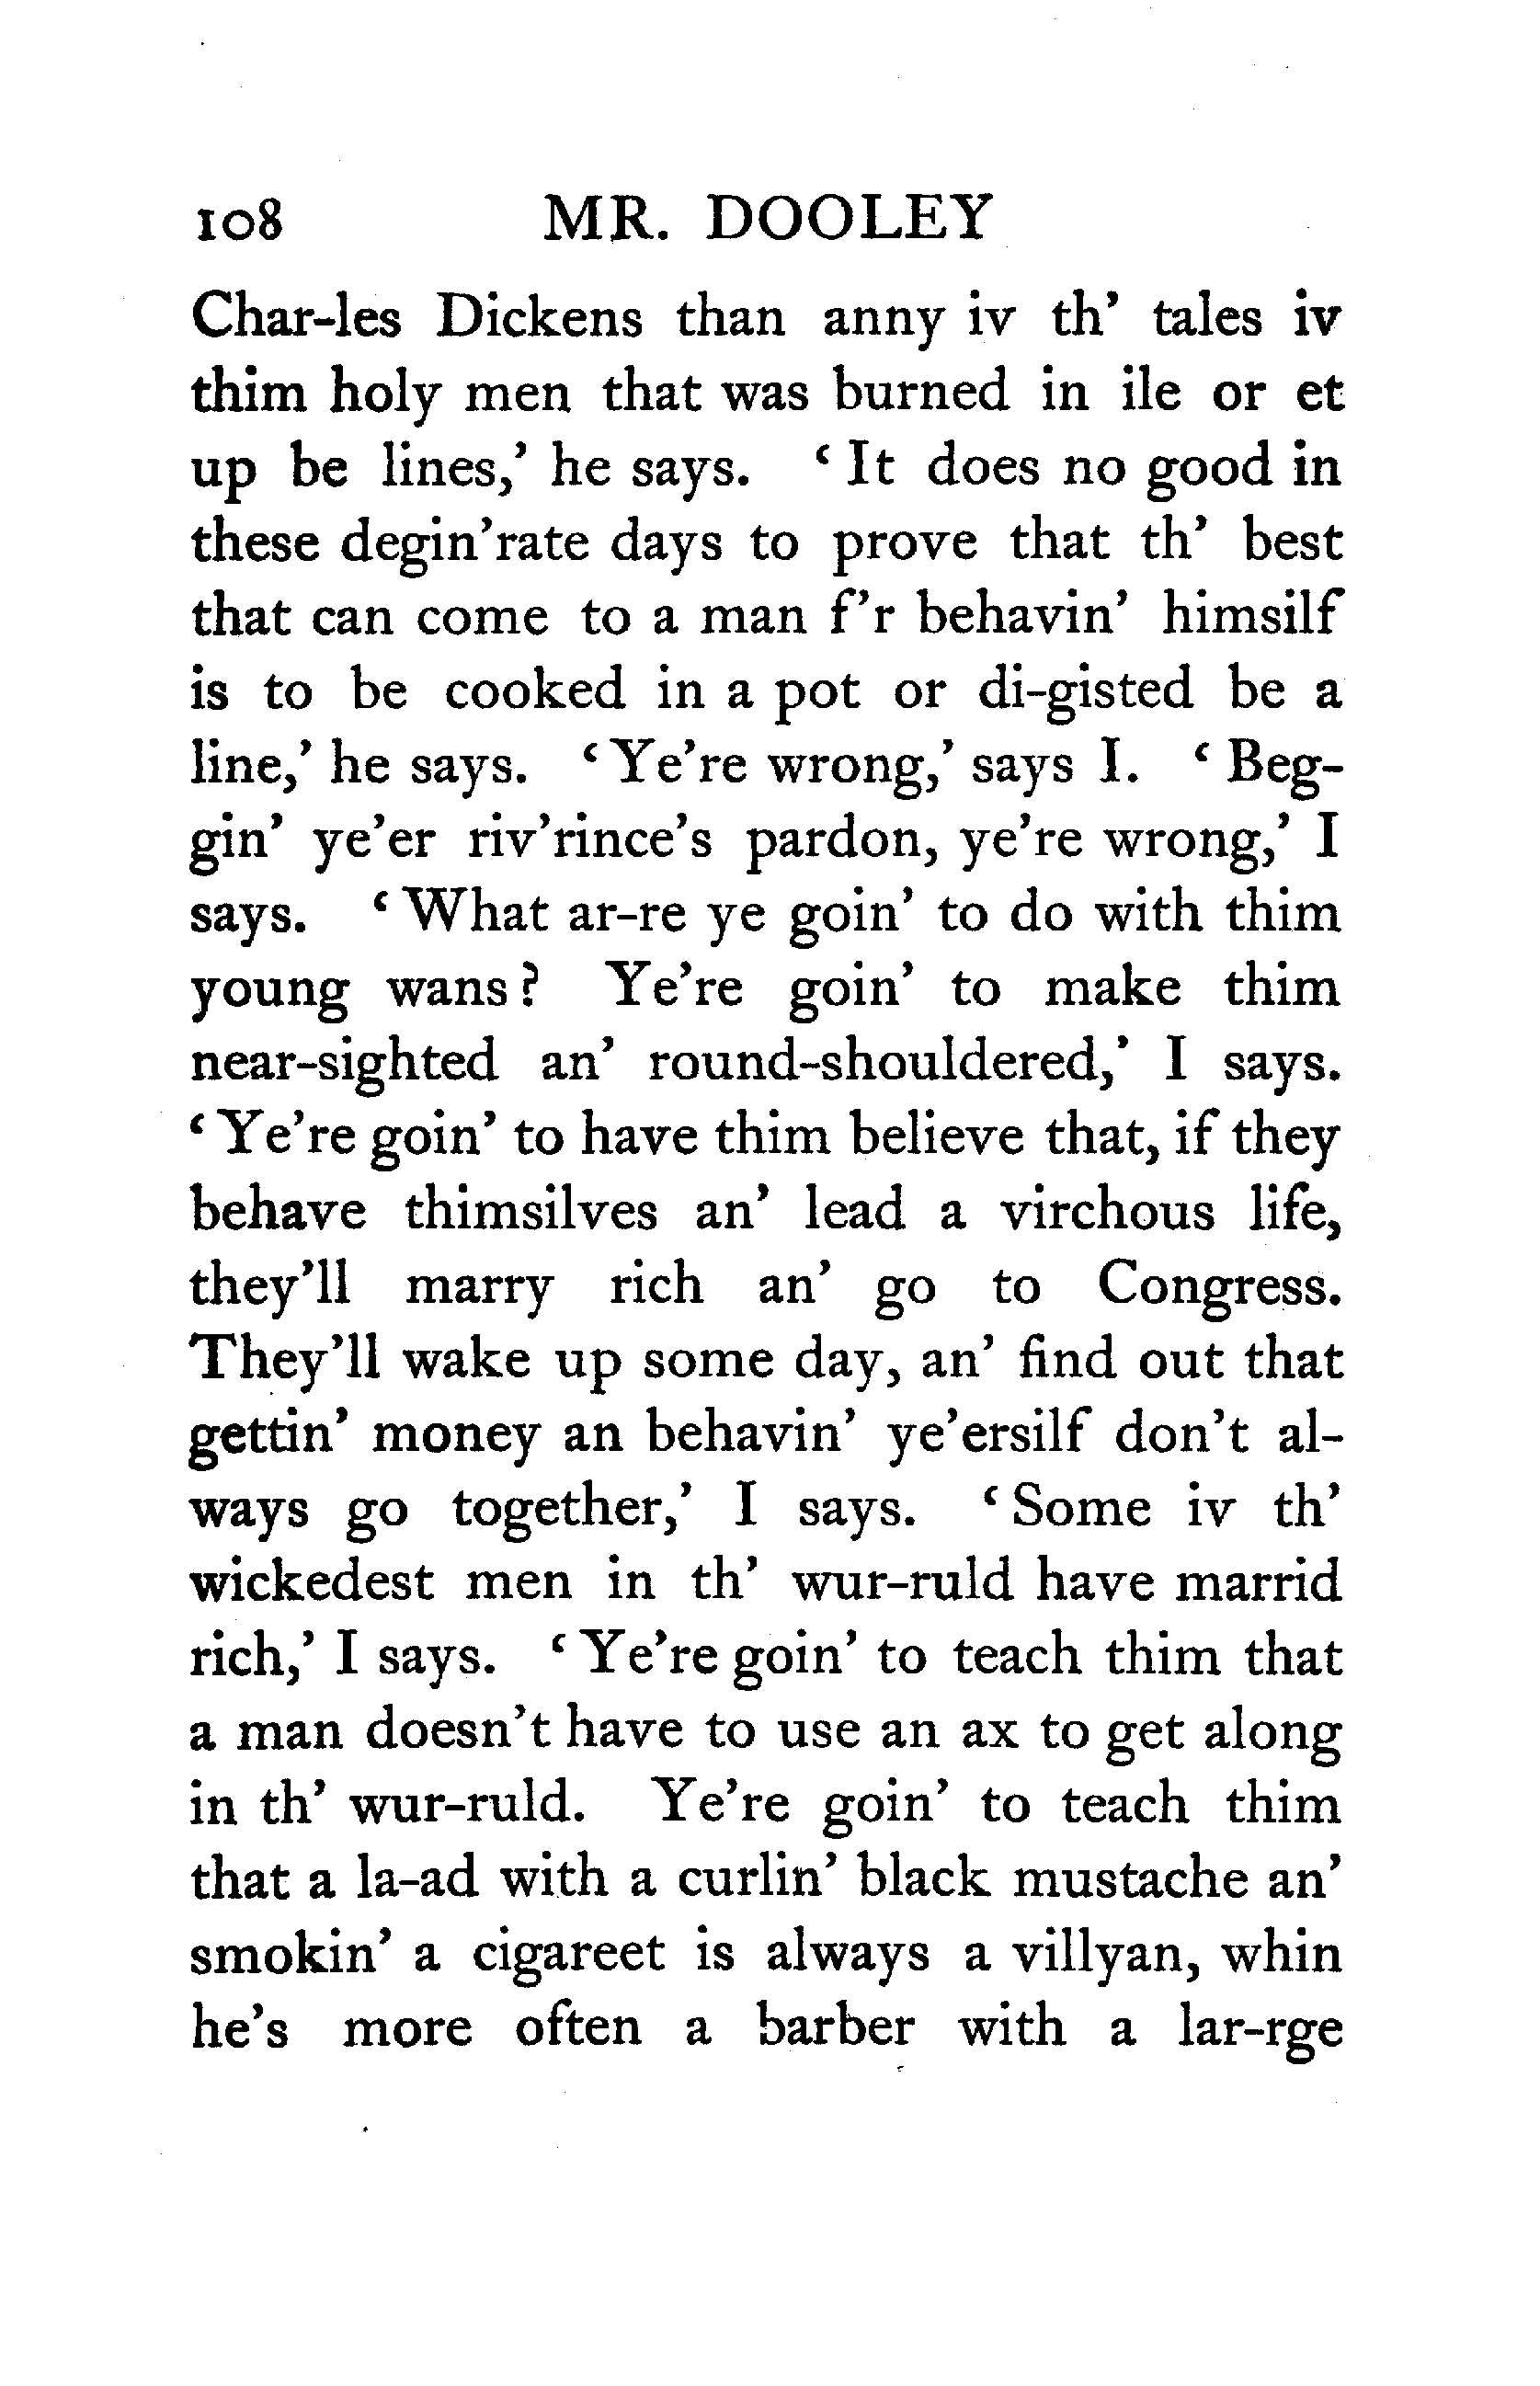 108 MR. DOOLEY
Char-les Dickens than anny iv th' tales iv
thim holy men that was burned in ile or et
up be lines,' he says. ‘It does no good in
these degin'rate days to prove that th' best
that can come to a man f'r behavin' himsilf
is to be cooked in a pot or di-gisted be a
line,' he says. ‘Ye're wrong,' says I. ‘Beg-
gin' ye'er riv'rince's pardon, ye're wrong,' I
says. ‘What ar-re ye goin' to do with thim
young wans? Ye're goin' to make thim
near-sighted an' round-shouldered,' I says.
‘Ye're goin' to have thim believe that, if they
behave thimsilves an' lead a virchous life,
they'll marry rich an' go to Congress.
They'll wake up some day, an' find out that
gettin' money an behavin' ye'ersilf don't al-
ways go together,' I says. ‘Some iv th'
wickedest men in th' wur-ruld have marrid
rich,' I says. ‘Ye're goin' to teach thim that
a man doesn't have to use an ax to get along
in th' wur-ruld. Ye're goin' to teach thim
that a la-ad with a curlin' black mustache an'
smokin' a cigareet is always a villyan, whin
he's more often a barber with a lar-rge